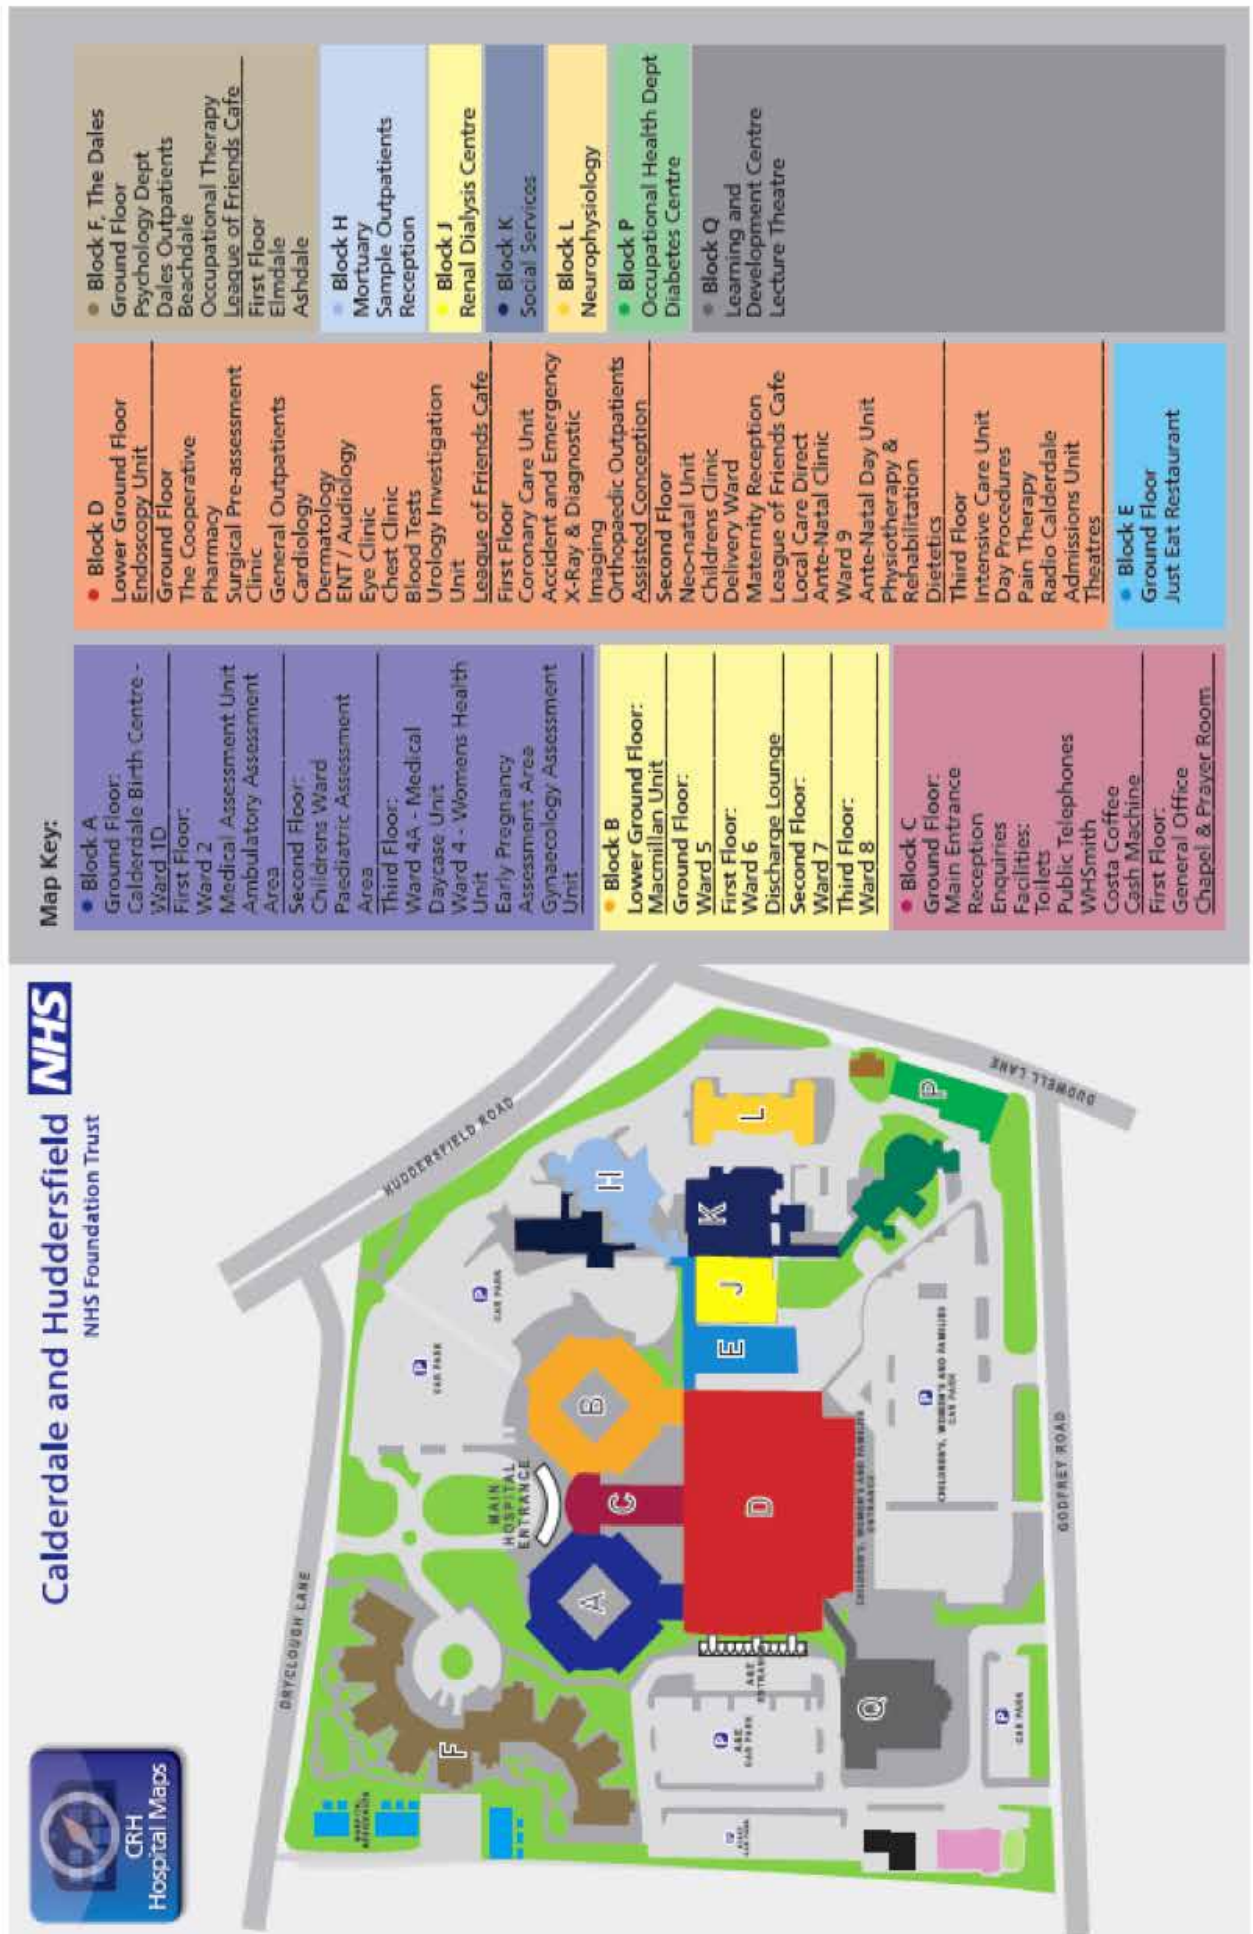 CRH
Hospital Maps
Calderdale and Huddersfield NHS
NHS Foundation Trust
DRYCLOUGH LANE
HUDDERSFIELD ROAD
DUDWELL LANE
GODFREY ROAD
MAIN
HOSPITAL
ENTRANCE
P
CAR PARK
P
CAR PARK
F
A
B
C
D
E
H
J
K
L
P
Q
A&E
P
A&E
CAR PARK
P
CAR PARK
CHILDREN'S, WOMEN'S AND FAMILIES
ENTRANCE
P
CHILDREN'S, WOMEN'S AND FAMILIES
CAR PARK
P
Map Key:
• Block A
Ground Floor:
Calderdale Birth Centre -
Ward 1D
First Floor:
Ward 2
Medical Assessment Unit
Ambulatory Assessment
Area
Second Floor:
Childrens Ward
Paediatric Assessment
Area
Third Floor:
Ward 4A - Medical
Daycase Unit
Ward 4 - Womens Health
Unit
Early Pregnancy
Assessment Area
Gynaecology Assessment
Unit
• Block B
Lower Ground Floor:
Macmillan Unit
Ground Floor:
Ward 5
First Floor:
Ward 6
Discharge Lounge
Second Floor:
Ward 7
Third Floor:
Ward 8
• Block C
Ground Floor:
Main Entrance
Reception
Enquiries
Facilities:
Toilets
Public Telephones
WHSmith
Costa Coffee
Cash Machine
First Floor:
General Office
Chapel & Prayer Room
• Block D
Lower Ground Floor
Endoscopy Unit
Ground Floor
The Cooperative
Pharmacy
Surgical Pre-assessment
Clinic
General Outpatients
Cardiology
Dermatology
ENT / Audiology
Eye Clinic
Chest Clinic
Blood Tests
Urology Investigation
Unit
League of Friends Cafe
First Floor
Coronary Care Unit
Accident and Emergency
X-Ray & Diagnostic
Imaging
Orthopaedic Outpatients
Assisted Conception
Second Floor
Neo-natal Unit
Childrens Clinic
Delivery Ward
Maternity Reception
League of Friends Cafe
Local Care Direct
Ante-Natal Clinic
Ward 9
Ante-Natal Day Unit
Physiotherapy &
Rehabilitation
Dietetics
Third Floor
Intensive Care Unit
Day Procedures
Pain Therapy
Radio Calderdale
Admissions Unit
Theatres
• Block E
Ground Floor
Just Eat Restaurant
• Block F, The Dales
Ground Floor
Psychology Dept
Dales Outpatients
Beachdale
Occupational Therapy
League of Friends Cafe
First Floor
Elmdale
Ashdale
• Block H
Mortuary
Sample Outpatients
Reception
• Block J
Renal Dialysis Centre
• Block K
Social Services
• Block L
Neurophysiology
• Block P
Occupational Health Dept
Diabetes Centre
• Block Q
Learning and
Development Centre
Lecture Theatre